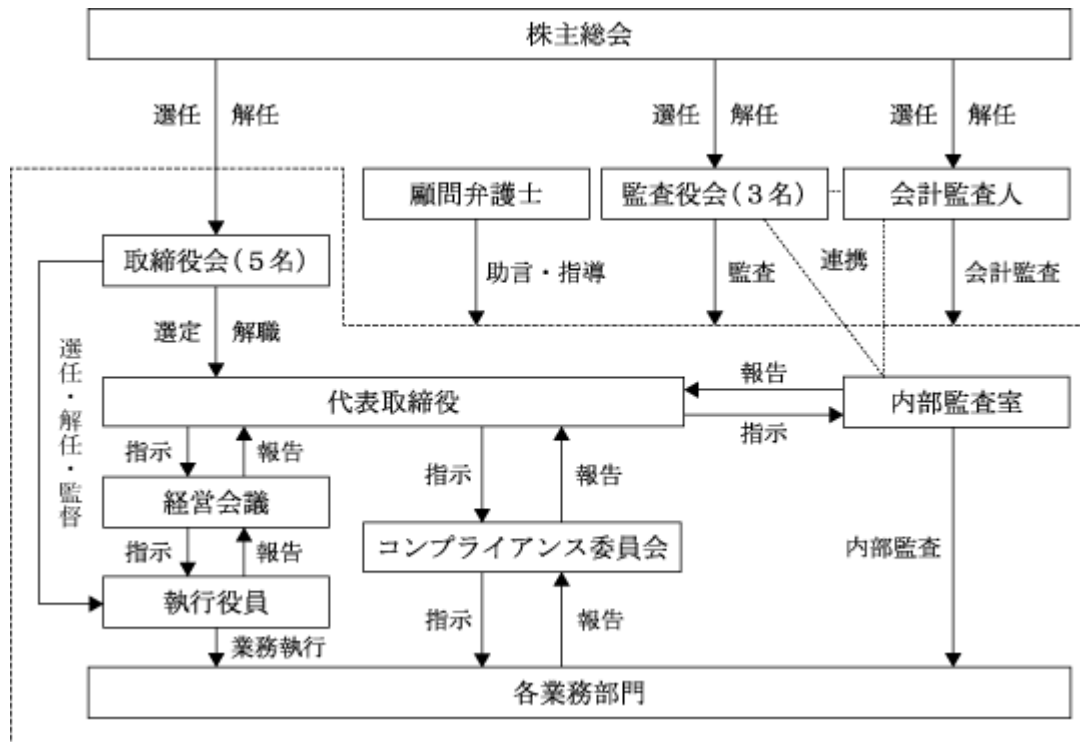 株主総会
選任 解任
選任 解任
選任 解任
顧問弁護士
監査役会(3名)
会計監査人
取締役会(5名)
助言・指導
監査
連携
会計監査
選定 解職
選任・解任・監督
代表取締役
報告
指示
内部監査室
指示 報告
経営会議
指示 報告
コンプライアンス委員会
内部監査
指示 報告
執行役員
指示 報告
業務執行
各業務部門